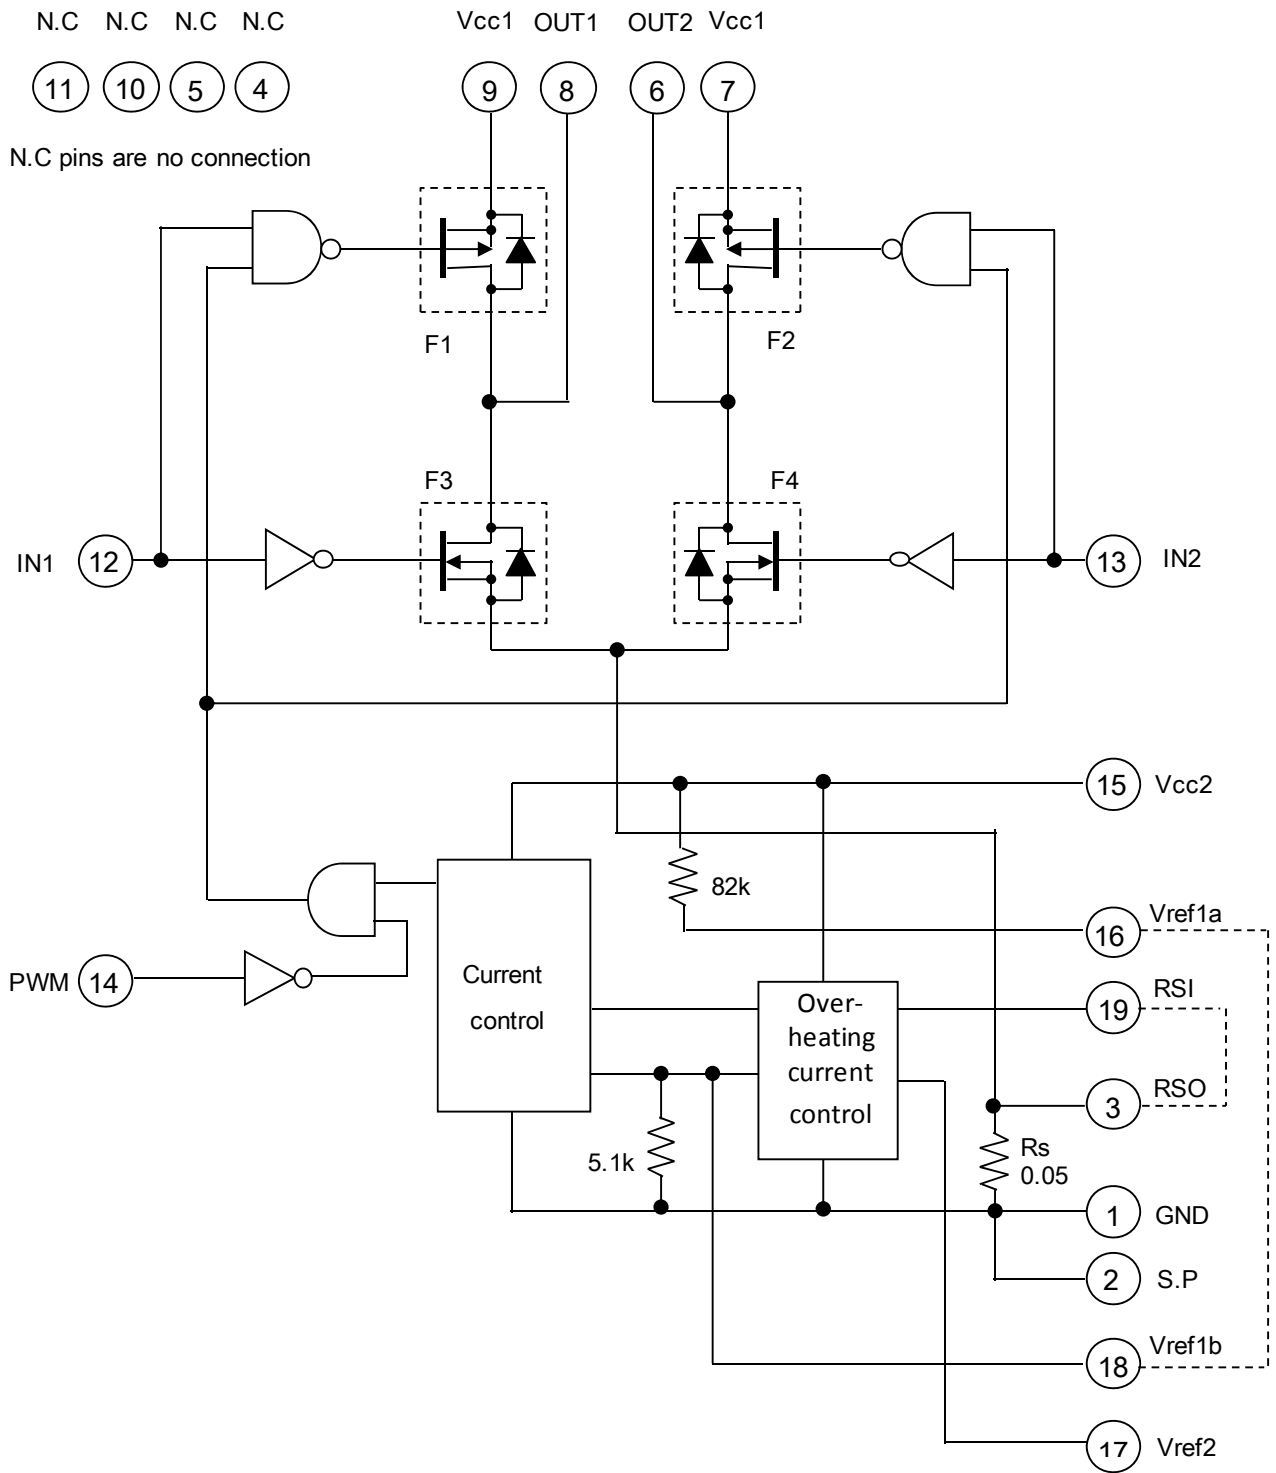 N.C N.C N.C N.C Vcc1 OUT1 OUT2 Vcc1
11 10 5 4 9 8 6 7
N.C pins are no connection
F1 F2
F3 F4
IN1 12 13 IN2
15 Vcc2
82k
16 Vref1a
PWM 14
Current
control
Over-
heating
current
control
19 RSI
3 RSO
5.1k
Rs
0.05
1 GND
2 S.P
18 Vref1b
17 Vref2